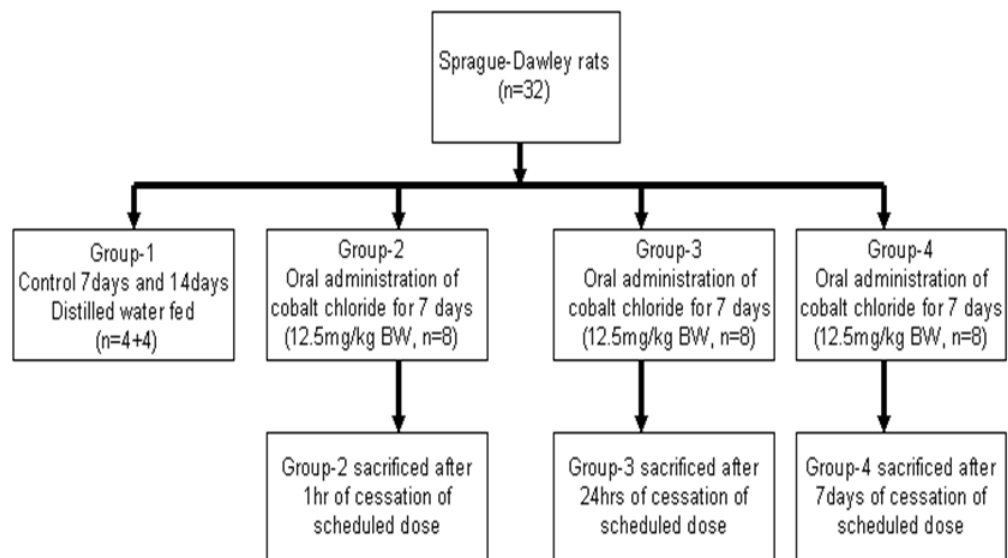 Sprague-Dawley rats
(n=32)
Group-1
Control 7days and 14days
Distilled water fed
(n=4+4)
Group-2
Oral administration of
cobalt chloride for 7 days
(12.5mg/kg BW, n=8)
Group-3
Oral administration of
cobalt chloride for 7 days
(12.5mg/kg BW, n=8)
Group-4
Oral administration of
cobalt chloride for 7 days
(12.5mg/kg BW, n=8)
Group-2 sacrificed after
1hr of cessation of
scheduled dose
Group-3 sacrificed after
24hrs of cessation of
scheduled dose
Group-4 sacrificed after
7days of cessation of
scheduled dose